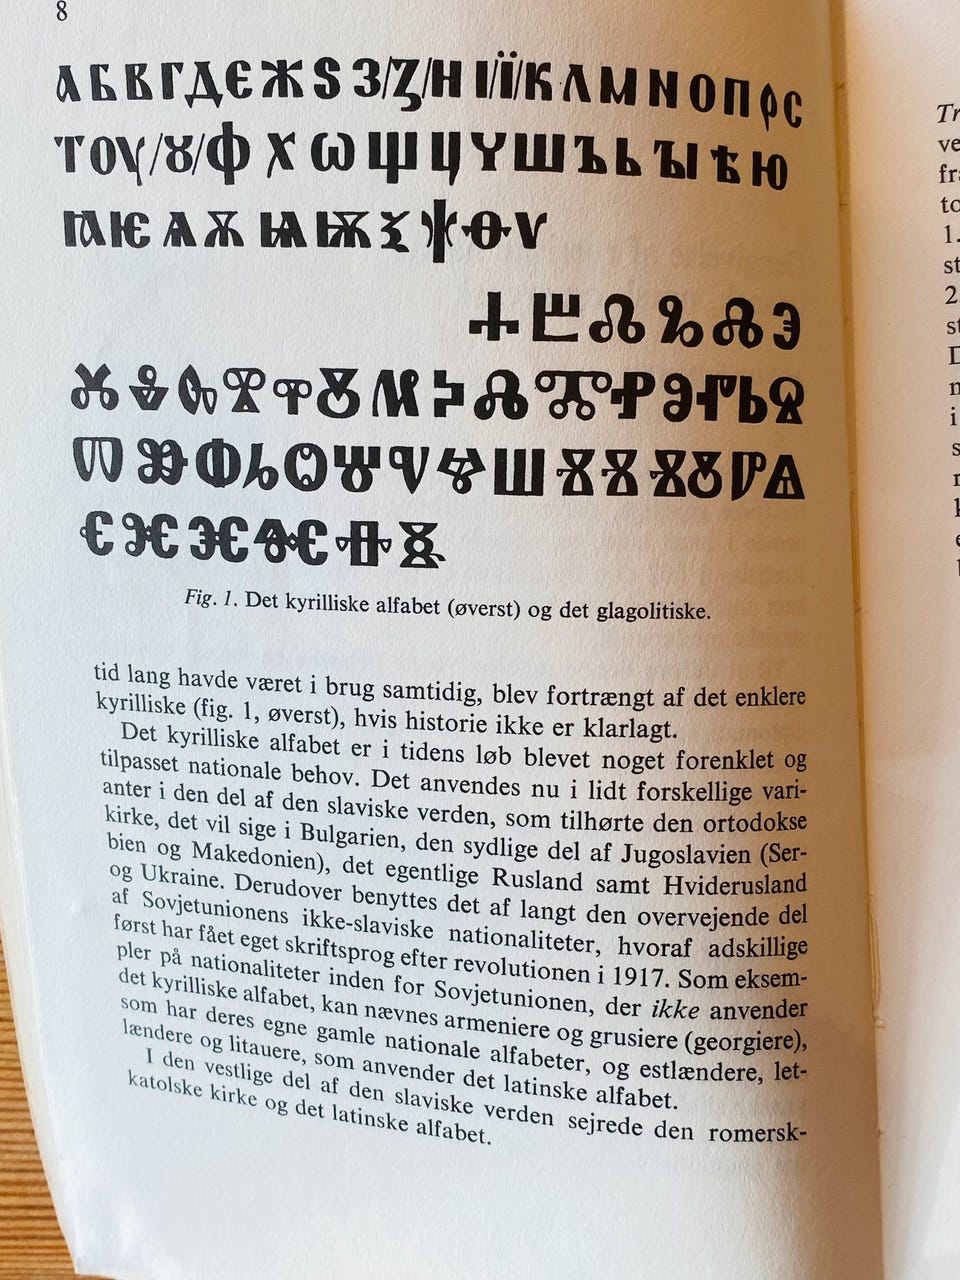 8
А Б В Г Д Є Ж Ѕ З/Ꙁ/Н І/Ї/К Л М N О П Р С
Т ОУ/Ꙋ/Ф Х Ѡ Щ Ц Ч Ш Ъ Ь ЪІ Ѣ Ю
Ꙗ Ѥ Ѧ Ѫ Ѩ Ѭ Ѯ Ѱ Ѳ Ѵ
Ⰰ Ⰱ Ⰲ Ⰳ Ⰴ Ⰵ
Ⰶ Ⰷ Ⰸ Ⰹ Ⰺ Ⰻ Ⰼ Ⰽ Ⰾ Ⰿ Ⱀ Ⱁ Ⱂ Ⱃ Ⱄ
Ⱅ Ⱆ Ⱇ Ⱈ Ⱉ Ⱋ Ⱌ Ⱍ Ⱎ Ⱏ Ⱐ ⰟⰋ Ⱓ Ⱑ
Ⱕ Ⱘ Ⱔ Ⱙ Ⱚ Ⱛ
Fig. 1. Det kyrilliske alfabet (øverst) og det glagolitiske.
tid lang havde været i brug samtidig, blev fortrængt af det enklere
kyrilliske (fig. 1, øverst), hvis historie ikke er klarlagt.
Det kyrilliske alfabet er i tidens løb blevet noget forenklet og
tilpasset nationale behov. Det anvendes nu i lidt forskellige vari-
anter i den del af den slaviske verden, som tilhørte den ortodokse
kirke, det vil sige i Bulgarien, den sydlige del af Jugoslavien (Ser-
bien og Makedonien), det egentlige Rusland samt Hviderusland
og Ukraine. Derudover benyttes det af langt den overvejende del
af Sovjetunionens ikke-slaviske nationaliteter, hvoraf adskillige
først har fået eget skriftsprog efter revolutionen i 1917. Som eksem-
pler på nationaliteter inden for Sovjetunionen, der ikke anvender
det kyrilliske alfabet, kan nævnes armeniere og grusiere (georgiere),
som har deres egne gamle nationale alfabeter, og estlændere, let-
lændere og litauere, som anvender det latinske alfabet.
I den vestlige del af den slaviske verden sejrede den romersk-
katolske kirke og det latinske alfabet.